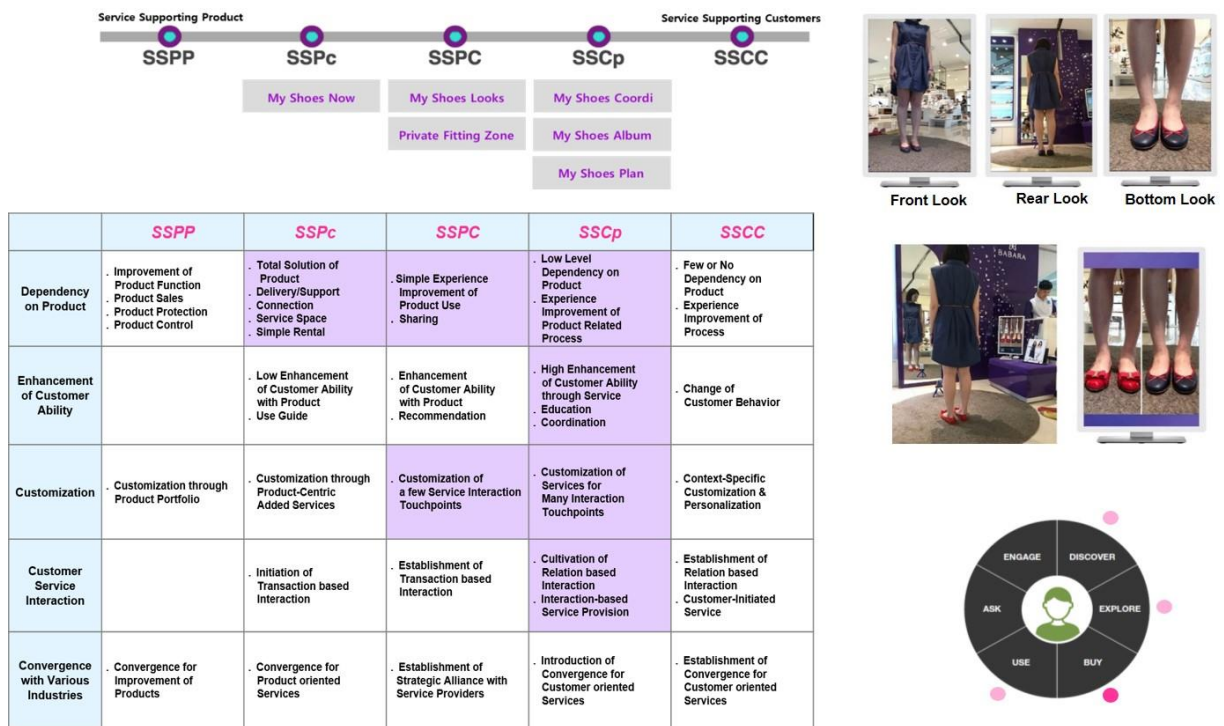 Service Supporting Product
Service Supporting Customers
SSPP
SSPc
SSPC
SSCp
SSCC
My Shoes Now
My Shoes Looks
My Shoes Coordi
Private Fitting Zone
My Shoes Album
My Shoes Plan
Front Look
Rear Look
Bottom Look
BABARA
SSPP
SSPc
SSPC
SSCp
SSCC
Dependency
on Product
. Improvement of
Product Function
. Product Sales
. Product Protection
. Product Control
. Total Solution of
Product
. Delivery/Support
. Connection
. Service Space
. Simple Rental
.Simple Experience
Improvement of
Product Use
. Sharing
. Low Level
Dependency on
Product
. Experience
Improvement of
Product Related
Process
. Few or No
Dependency on
Product
. Experience
Improvement of
Process
Enhancement
of Customer
Ability
. Low Enhancement
of Customer Ability
with Product
. Use Guide
. Enhancement
of Customer Ability
with Product
. Recommendation
. High Enhancement
of Customer Ability
through Service
. Education
. Coordination
. Change of
Customer Behavior
Customization
. Customization through
Product Portfolio
. Customization through
Product-Centric
Added Services
. Customization of
a few Service Interaction
Touchpoints
. Customization of
Services for
Many Interaction
Touchpoints
. Context-Specific
Customization &
Personalization
Customer
Service
Interaction
. Initiation of
Transaction based
Interaction
. Establishment of
Transaction based
Interaction
. Cultivation of
Relation based
Interaction
. Interaction-based
Service Provision
. Establishment of
Relation based
Interaction
. Customer-Initiated
Service
Convergence
with Various
Industries
. Convergence for
Improvement of
Products
. Convergence for
Product oriented
Services
. Establishment of
Strategic Alliance with
Service Providers
. Introduction of
Convergence for
Customer oriented
Services
. Establishment of
Convergence for
Customer oriented
Services
ENGAGE
DISCOVER
ASK
EXPLORE
USE
BUY